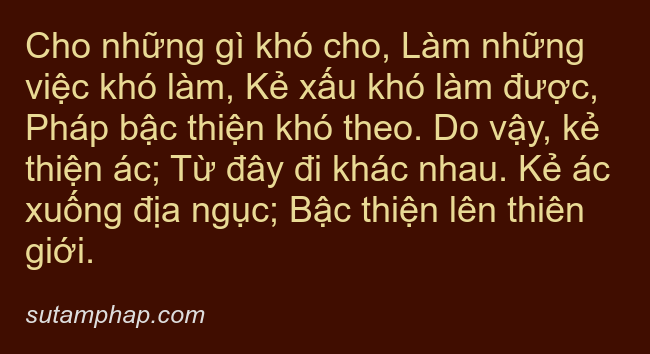 Cho những gì khó cho, Làm những
việc khó làm, Kẻ xấu khó làm được,
Pháp bậc thiện khó theo. Do vậy, kẻ
thiện ác; Từ đây đi khác nhau. Kẻ ác
xuống địa ngục; Bậc thiện lên thiên
giới.
sutamphap.com